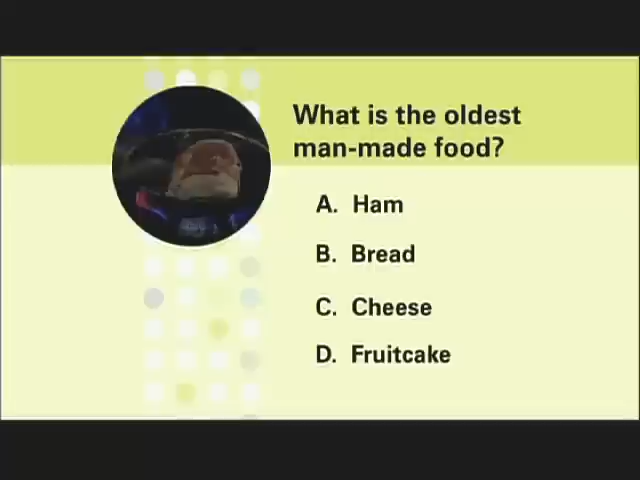 What is the oldest
man-made food?
A. Ham
B. Bread
C. Cheese
D. Fruitcake